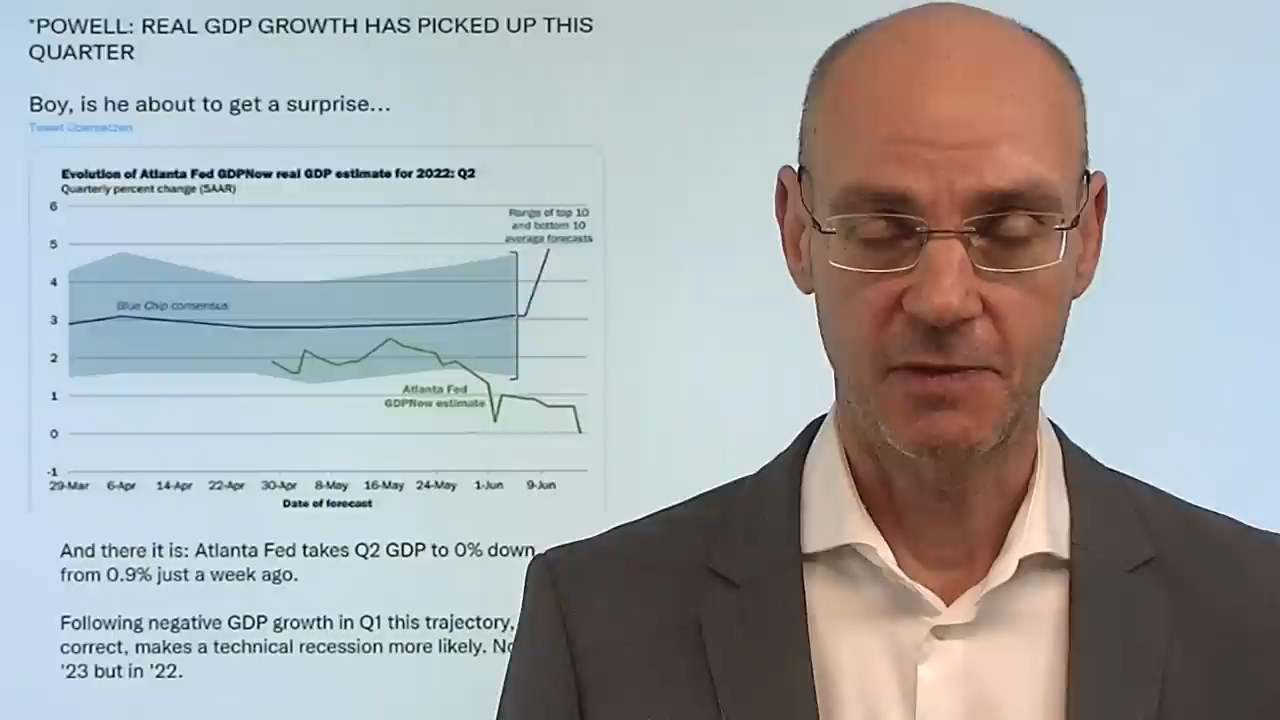 *POWELL: REAL GDP GROWTH HAS PICKED UP THIS
QUARTER
Boy, is he about to get a surprise...
Tweet übersetzen
Evolution of Atlanta Fed GDPNow real GDP estimate for 2022: Q2
Quarterly percent change (SAAR)
6
Range of top 10
and bottom 10
average forecasts
5
4
Blue Chip consensus
3
2
Atlanta Fed
GDPNow estimate
1
0
-1
29-Mar 6-Apr 14-Apr 22-Apr 30-Apr 8-May 16-May 24-May 1-Jun 9-Jun
Date of forecast
And there it is: Atlanta Fed takes Q2 GDP to 0% down
from 0.9% just a week ago.
Following negative GDP growth in Q1 this trajectory,
correct, makes a technical recession more likely.
'23 but in '22.